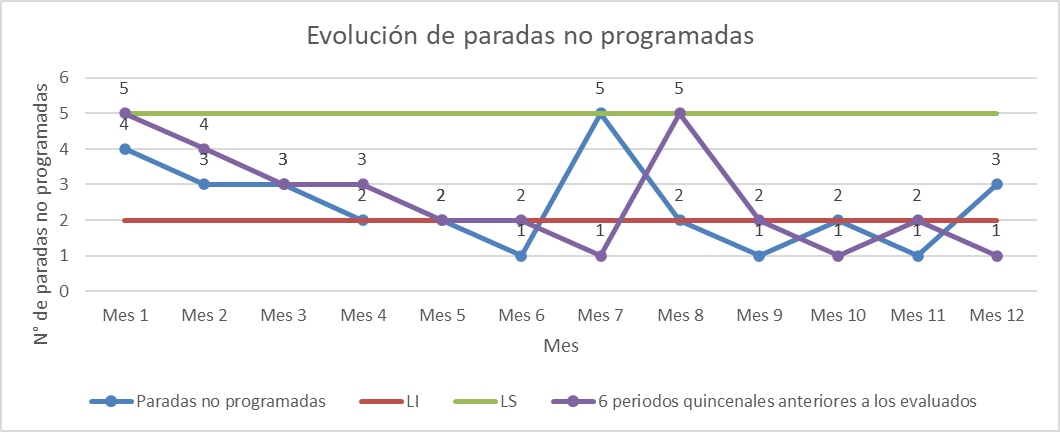 Evolución de paradas no programadas
N° de paradas no programadas
6
5
4
3
2
1
0
5 5 5
4 4
3 3 3 3 3 3
2 2 2 2 2 2 2 2 2
1 1 1 1 1 1
Mes 1 Mes 2 Mes 3 Mes 4 Mes 5 Mes 6 Mes 7 Mes 8 Mes 9 Mes 10 Mes 11 Mes 12
Mes
Paradas no programadas LI LS 6 periodos quincenales anteriores a los evaluados